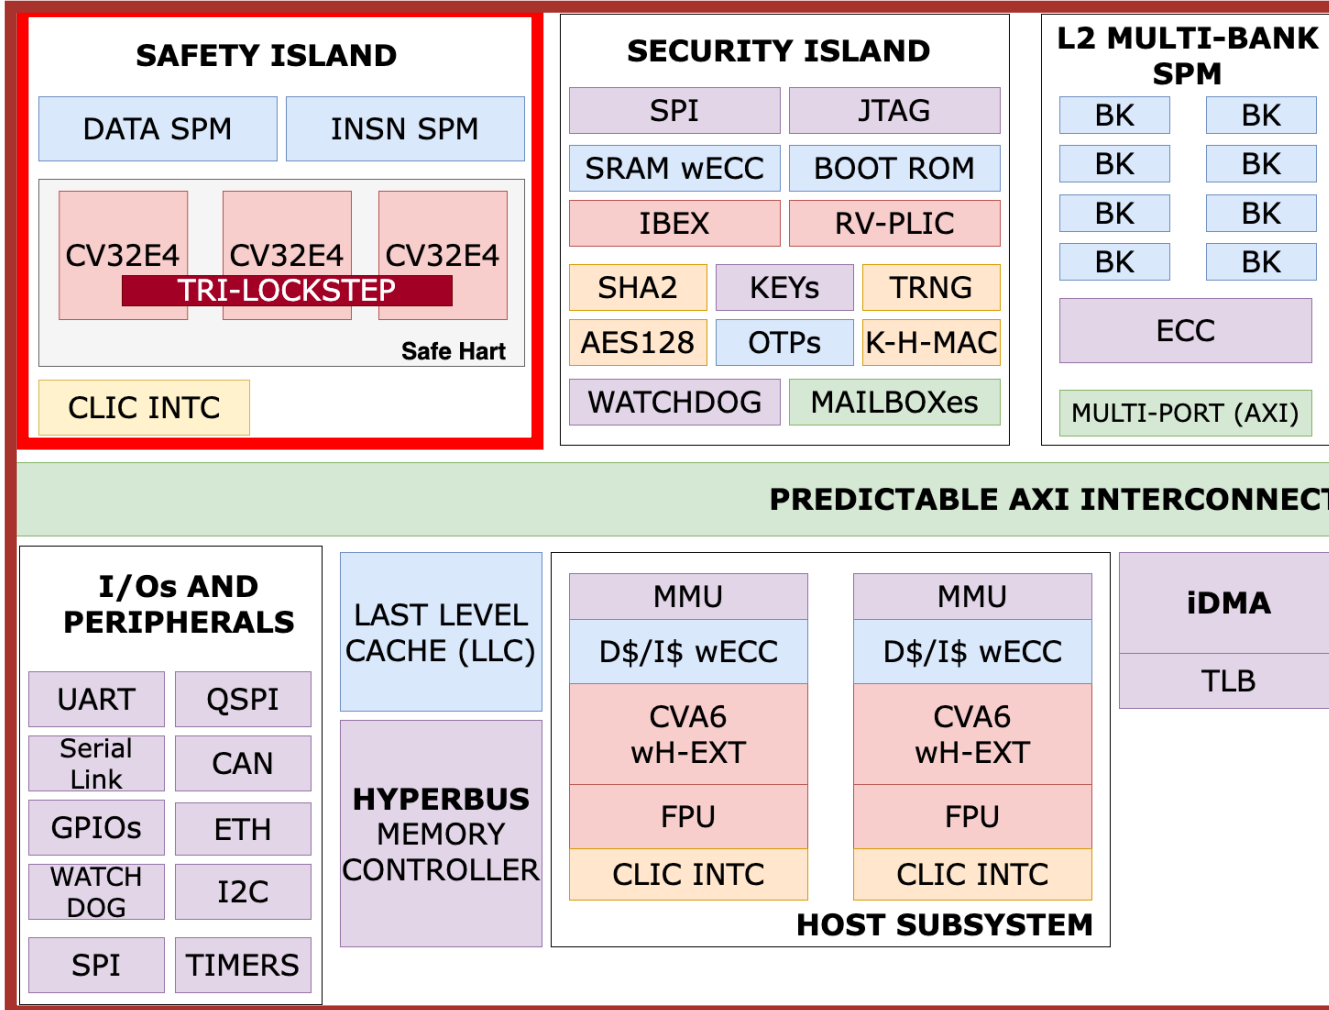 SAFETY ISLAND
DATA SPM
INSN SPM
CV32E4
CV32E4
CV32E4
TRI-LOCKSTEP
Safe Hart
CLIC INTC
SECURITY ISLAND
SPI
JTAG
SRAM wECC
BOOT ROM
IBEX
RV-PLIC
SHA2
KEYs
TRNG
AES128
OTPs
K-H-MAC
WATCHDOG
MAILBOXes
L2 MULTI-BANK
SPM
BK
BK
BK
BK
BK
BK
BK
BK
ECC
MULTI-PORT (AXI)
PREDICTABLE AXI INTERCONNECT
I/Os AND
PERIPHERALS
UART
QSPI
Serial
Link
CAN
GPIOs
ETH
WATCH
DOG
I2C
SPI
TIMERS
LAST LEVEL
CACHE (LLC)
HYPERBUS
MEMORY
CONTROLLER
MMU
D$/I$ wECC
CVA6
wH-EXT
FPU
CLIC INTC
MMU
D$/I$ wECC
CVA6
wH-EXT
FPU
CLIC INTC
HOST SUBSYSTEM
iDMA
TLB